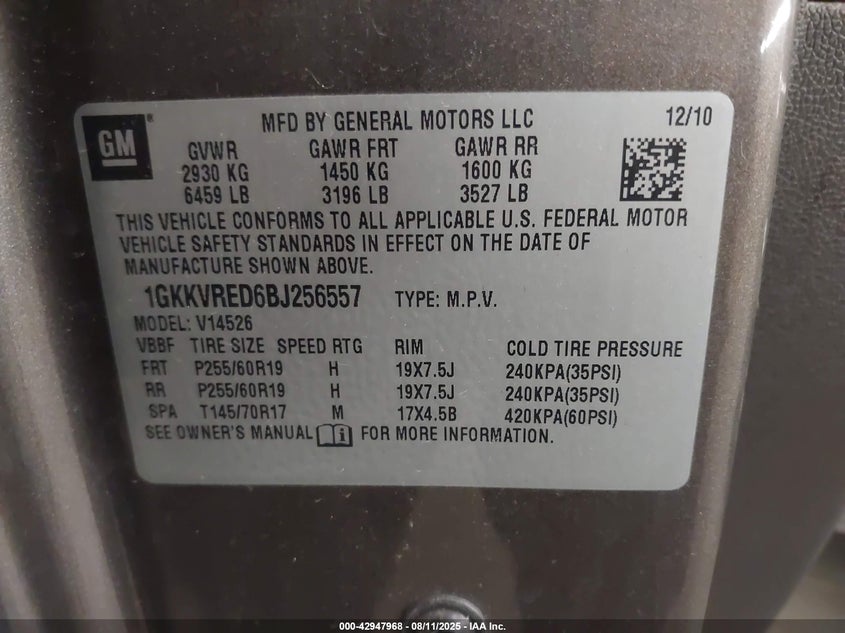 GM
MFD BY GENERAL MOTORS LLC 12/10
GVWR GAWR FRT GAWR RR
2930 KG 1450 KG 1600 KG
6459 LB 3196 LB 3527 LB
THIS VEHICLE CONFORMS TO ALL APPLICABLE U.S. FEDERAL MOTOR
VEHICLE SAFETY STANDARDS IN EFFECT ON THE DATE OF
MANUFACTURE SHOWN ABOVE.
1GKKVRED6BJ256557 TYPE: M.P.V.
MODEL: V14526
VBBF TIRE SIZE SPEED RTG RIM COLD TIRE PRESSURE
FRT P255/60R19 H 19X7.5J 240KPA(35PSI)
RR P255/60R19 H 19X7.5J 240KPA(35PSI)
SPA T145/70R17 M 17X4.5B 420KPA(60PSI)
SEE OWNER'S MANUAL FOR MORE INFORMATION.
000-42947968 - 08/11/2025 - IAA Inc.